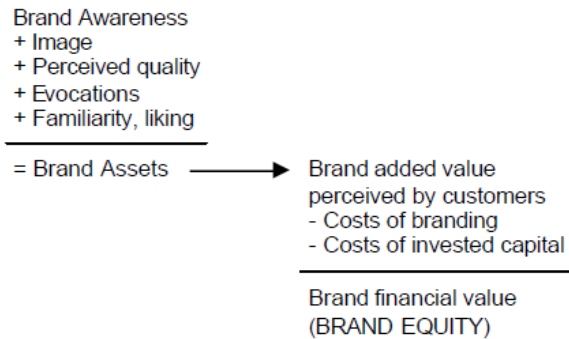 Brand Awareness
+ Image
+ Perceived quality
+ Evocations
+ Familiarity, liking
= Brand Assets
Brand added value
perceived by customers
- Costs of branding
- Costs of invested capital
Brand financial value
(BRAND EQUITY)